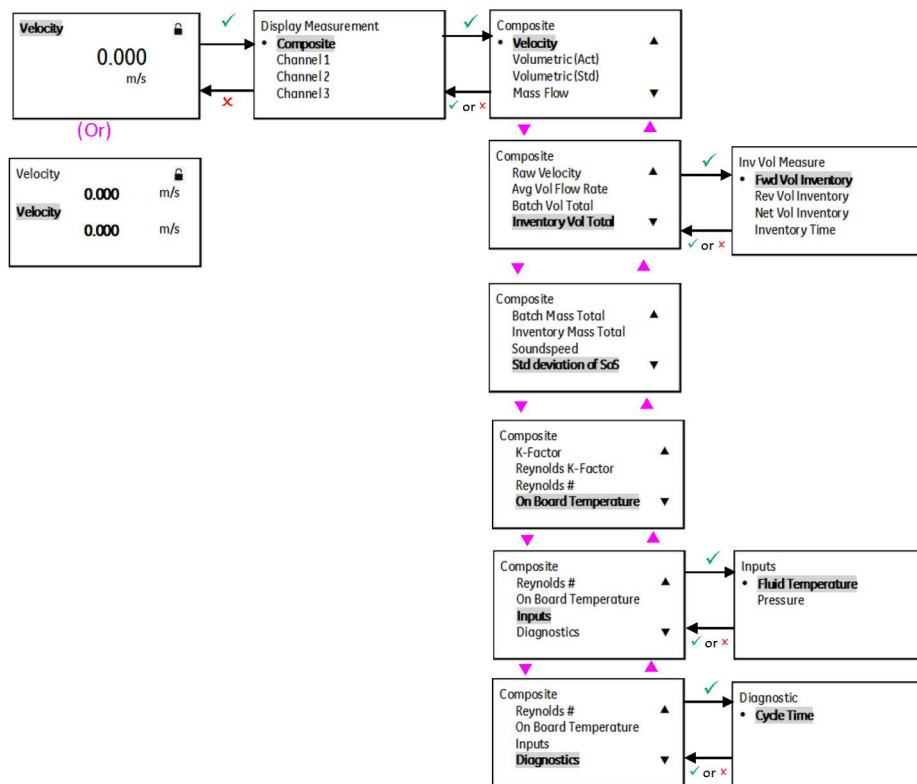 Velocity
0.000
m/s
(Or)
Velocity
0.000 m/s
Velocity
0.000 m/s
Display Measurement
• Composite
Channel 1
Channel 2
Channel 3
Composite
• Velocity
Volumetric (Act)
Volumetric (Std)
Mass Flow
or
Composite
Raw Velocity
Avg Vol Flow Rate
Batch Vol Total
Inventory Vol Total
Inv Vol Measure
• Fwd Vol Inventory
Rev Vol Inventory
Net Vol Inventory
Inventory Time
or
Composite
Batch Mass Total
Inventory Mass Total
Soundspeed
Std deviation of SoS
Composite
K-Factor
Reynolds K-Factor
Reynolds #
On Board Temperature
Composite
Reynolds #
On Board Temperature
Inputs
Diagnostics
Inputs
• Fluid Temperature
Pressure
or
Composite
Reynolds #
On Board Temperature
Inputs
Diagnostics
Diagnostic
• Cycle Time
or